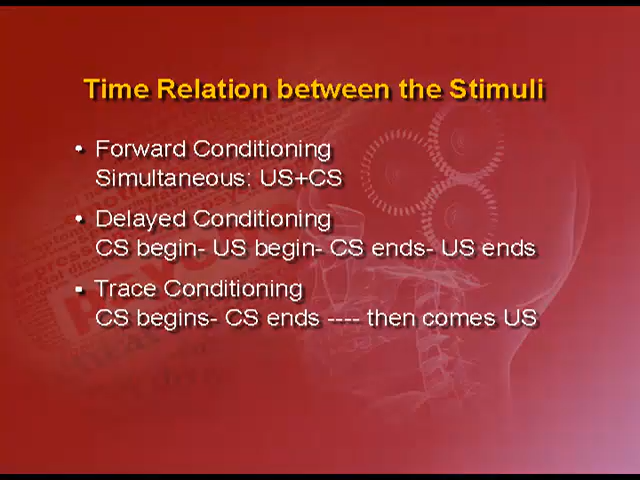 Time Relation between the Stimuli
• Forward Conditioning
Simultaneous: US+CS
• Delayed Conditioning
CS begin- US begin- CS ends- US ends
• Trace Conditioning
CS begins- CS ends ---- then comes US